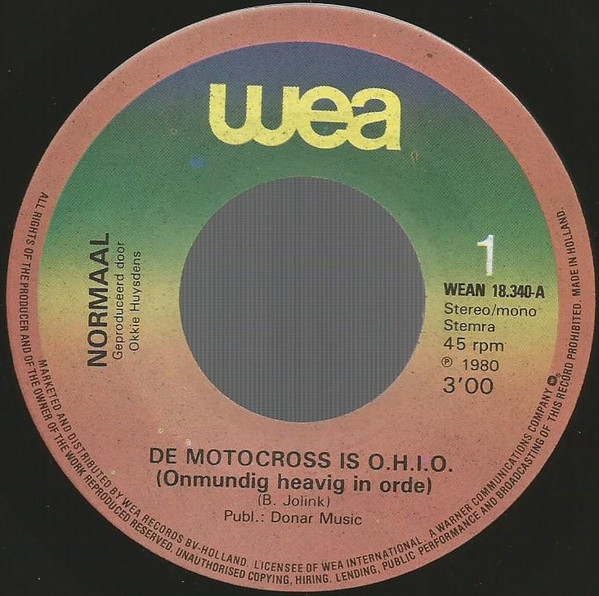 wea
NORMAAL
Geproduceerd door
Okkie Huysdens
1
WEAN 18.340-A
Stereo/mono
Stemra
45 rpm
℗ 1980
3'00
DE MOTOCROSS IS O.H.I.O.
(Onmundig heavig in orde)
(B. Jolink)
Publ.: Donar Music
ALL RIGHTS OF THE PRODUCER AND OF THE OWNER OF THE WORK REPRODUCED RESERVED. UNAUTHORISED COPYING, HIRING. LENDING, PUBLIC PERFORMANCE AND BROADCASTING OF THIS RECORD PROHIBITED. MADE IN HOLLAND.
MARKETED AND DISTRIBUTED BY WEA RECORDS BV-HOLLAND. LICENSEE OF WEA INTERNATIONAL. A WARNER COMMUNICATIONS COMPANY